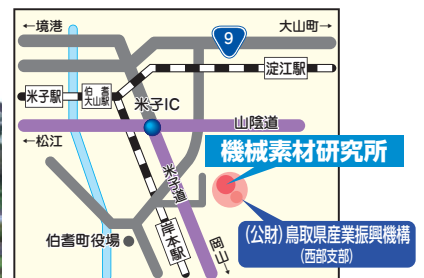 ←境港
大山町→
9
淀江駅
米子駅
伯耆
大山駅
米子IC
山陰道
←松江
機械素材研究所
米子道
(公財)鳥取県産業振興機構
(西部支部)
伯耆町役場
岸本駅
岡山→